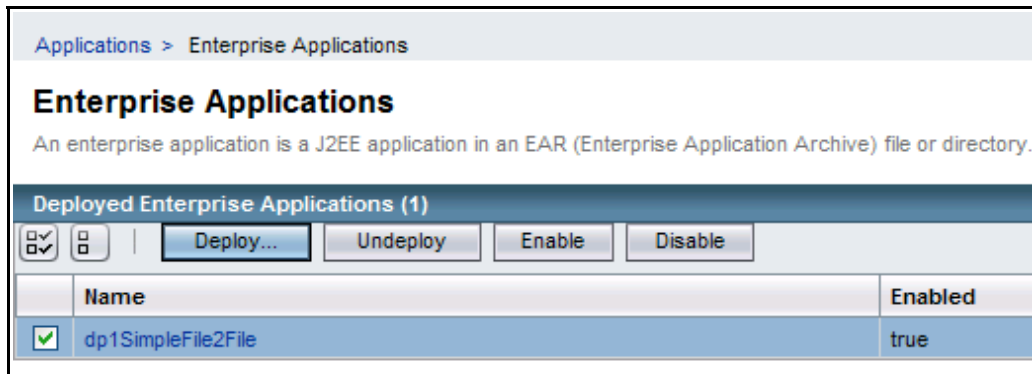 Applications > Enterprise Applications
Enterprise Applications
An enterprise application is a J2EE application in an EAR (Enterprise Application Archive) file or directory.
Deployed Enterprise Applications (1)
Deploy... Undeploy Enable Disable
Name Enabled
dp1SimpleFile2File true